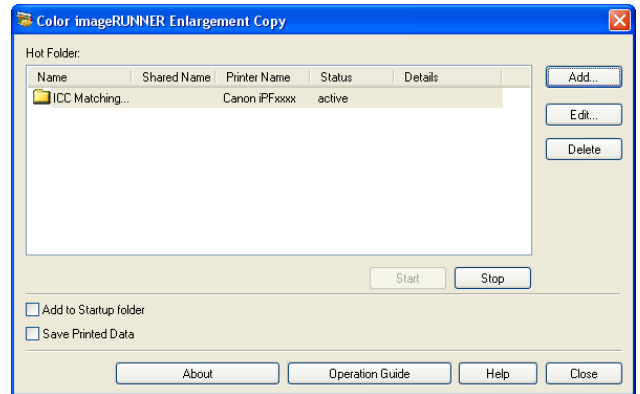 Color imageRUNNER Enlargement Copy
Hot Folder:
Name Shared Name Printer Name Status Details
ICC Matching... Canon iPFxxxx active
Add...
Edit...
Delete
Start Stop
Add to Startup folder
Save Printed Data
About Operation Guide Help Close